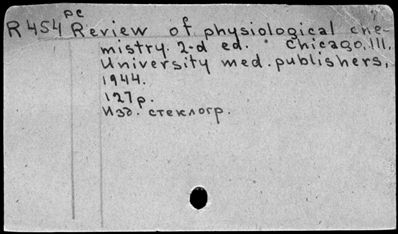 pc
R454 Review of physiological che-
mistry. 2-d ed. Chicago, Ill.
University med. publishers,
1944.
127p.
Изд. стеклогр.